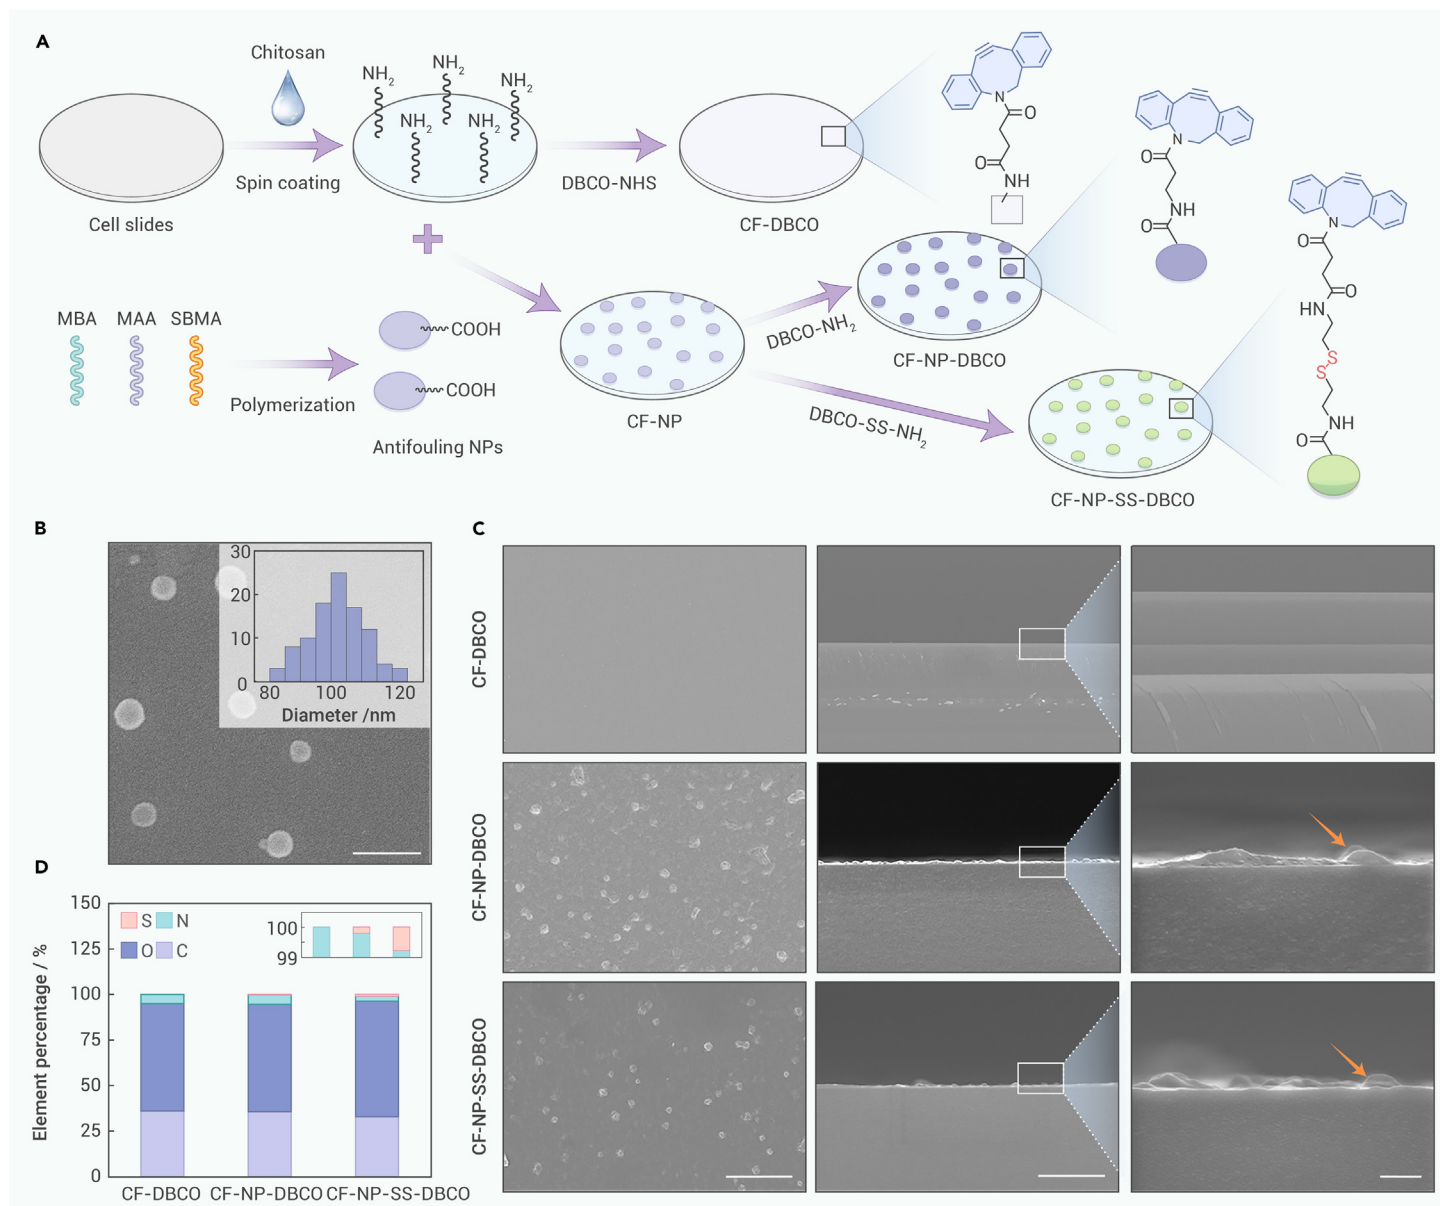 A
Chitosan
Spin coating
Cell slides
NH2
NH2
NH2
NH2
NH2
DBCO-NHS
CF-DBCO
N
O
O
NH
N
O
NH
O
N
O
O
HN
S
S
NH
O
MBA
MAA
SBMA
Polymerization
COOH
COOH
Antifouling NPs
CF-NP
DBCO-NH2
CF-NP-DBCO
DBCO-SS-NH2
CF-NP-SS-DBCO
B
30
20
10
0
80
100
120
Diameter /nm
C
CF-DBCO
CF-NP-DBCO
CF-NP-SS-DBCO
D
Element percentage / %
150
125
100
75
50
25
0
S
N
O
C
100
99
CF-DBCO
CF-NP-DBCO
CF-NP-SS-DBCO